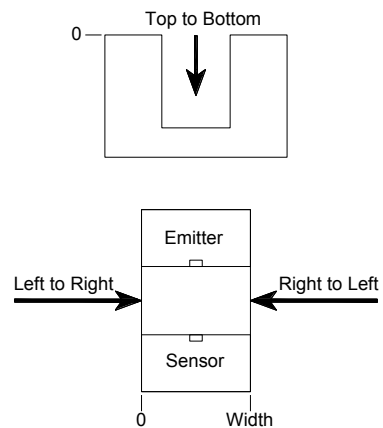 Top to Bottom
0
Emitter
Left to Right
Right to Left
Sensor
0
Width